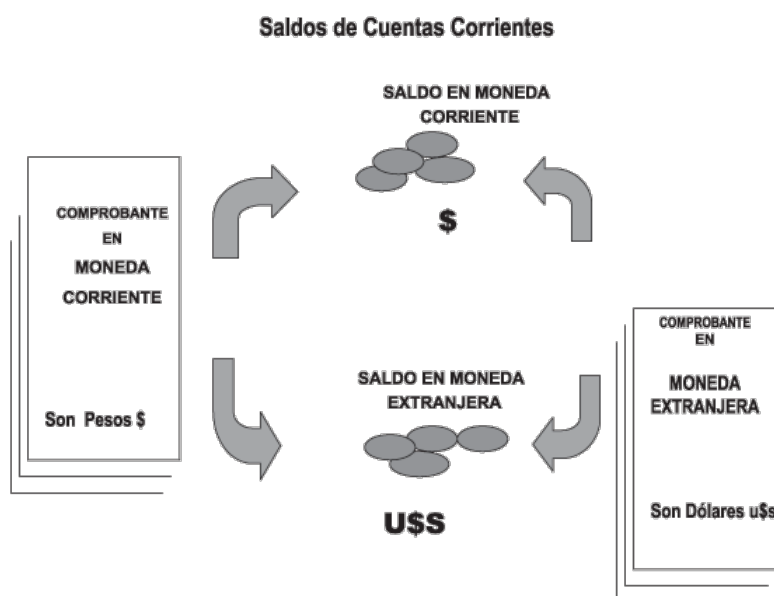 Saldos de Cuentas Corrientes
SALDO EN MONEDA
CORRIENTE
$
COMPROBANTE
EN
MONEDA
CORRIENTE
Son Pesos $
SALDO EN MONEDA
EXTRANJERA
U$S
COMPROBANTE
EN
MONEDA
EXTRANJERA
Son Dólares u$s